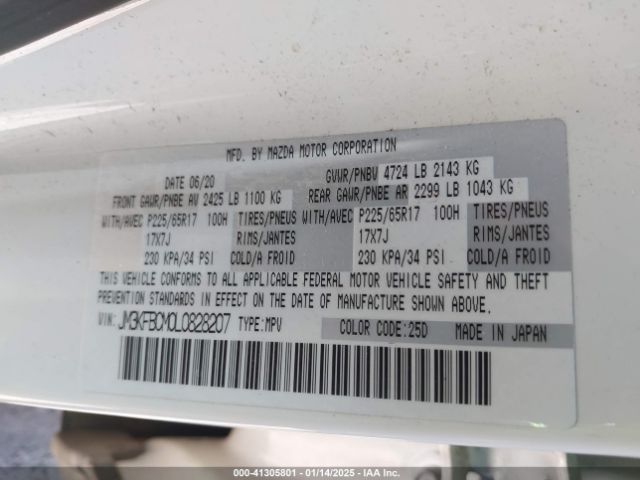 MFD. BY MAZDA MOTOR CORPORATION
DATE 06/20 GVWR/PNBV 4724 LB 2143 KG
FRONT GAWR/PNBE AV 2425 LB 1100 KG REAR GAWR/PNBE AR 2299 LB 1043 KG
WITH/AVEC P225/65R17 100H TIRES/PNEUS WITH/AVEC P225/65R17 100H TIRES/PNEUS
17X7J RIMS/JANTES 17X7J RIMS/JANTES
230 KPA/34 PSI COLD/A FROID 230 KPA/34 PSI COLD/A FROID
THIS VEHICLE CONFORMS TO ALL APPLICABLE FEDERAL MOTOR VEHICLE SAFETY AND THEFT
PREVENTION STANDARDS IN EFFECT ON THE DATE OF MANUFACTURE SHOWN ABOVE.
VIN: JM3KFBCM0L0828207 TYPE:MPV COLOR CODE:25D MADE IN JAPAN
000-41305801 - 01/14/2025 - IAA Inc.